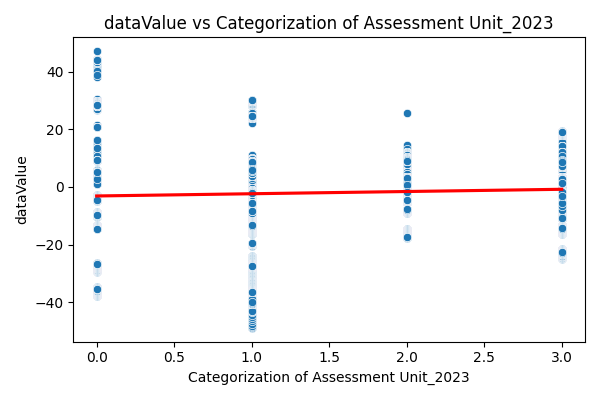 dataValue vs Categorization of Assessment Unit_2023
dataValue
40
20
0
−20
−40
0.0 0.5 1.0 1.5 2.0 2.5 3.0
Categorization of Assessment Unit_2023